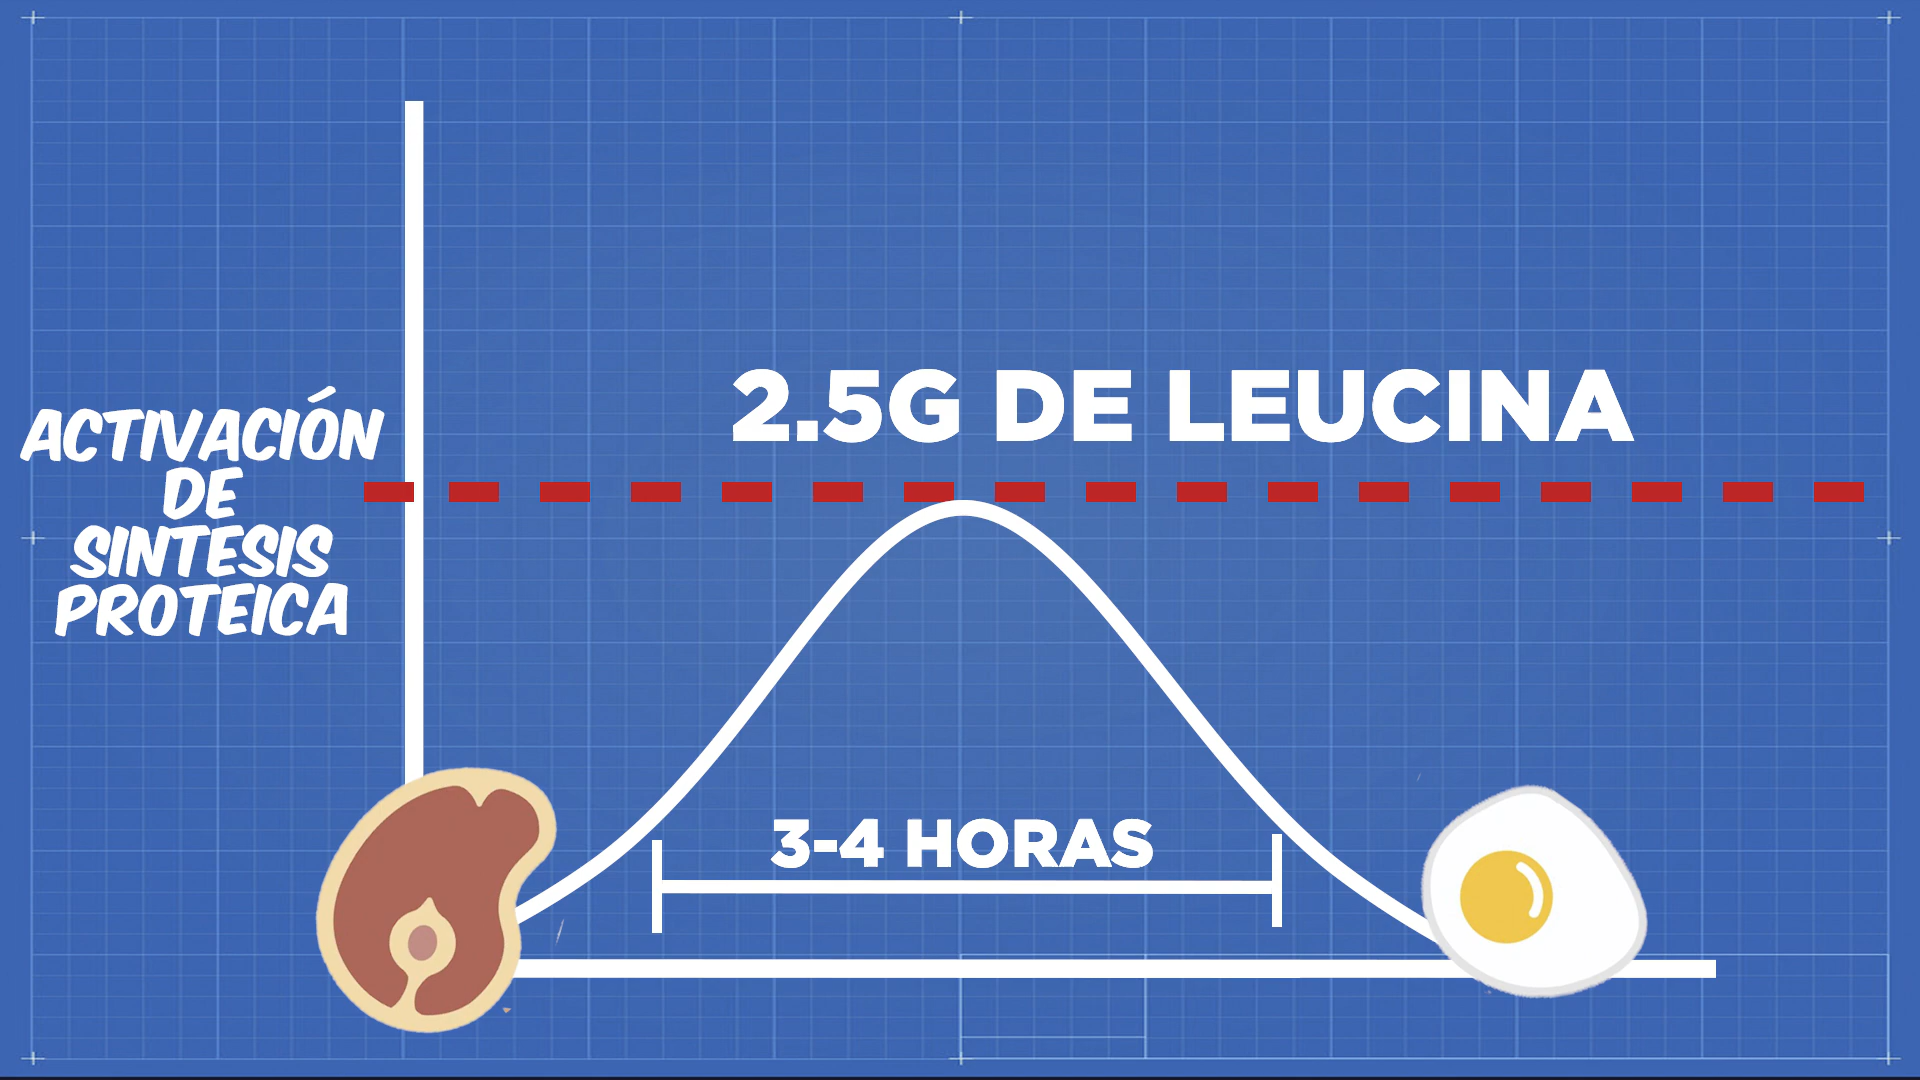 2.5G DE LEUCINA
ACTIVACIÓN
DE
SINTESIS
PROTEICA
3-4 HORAS